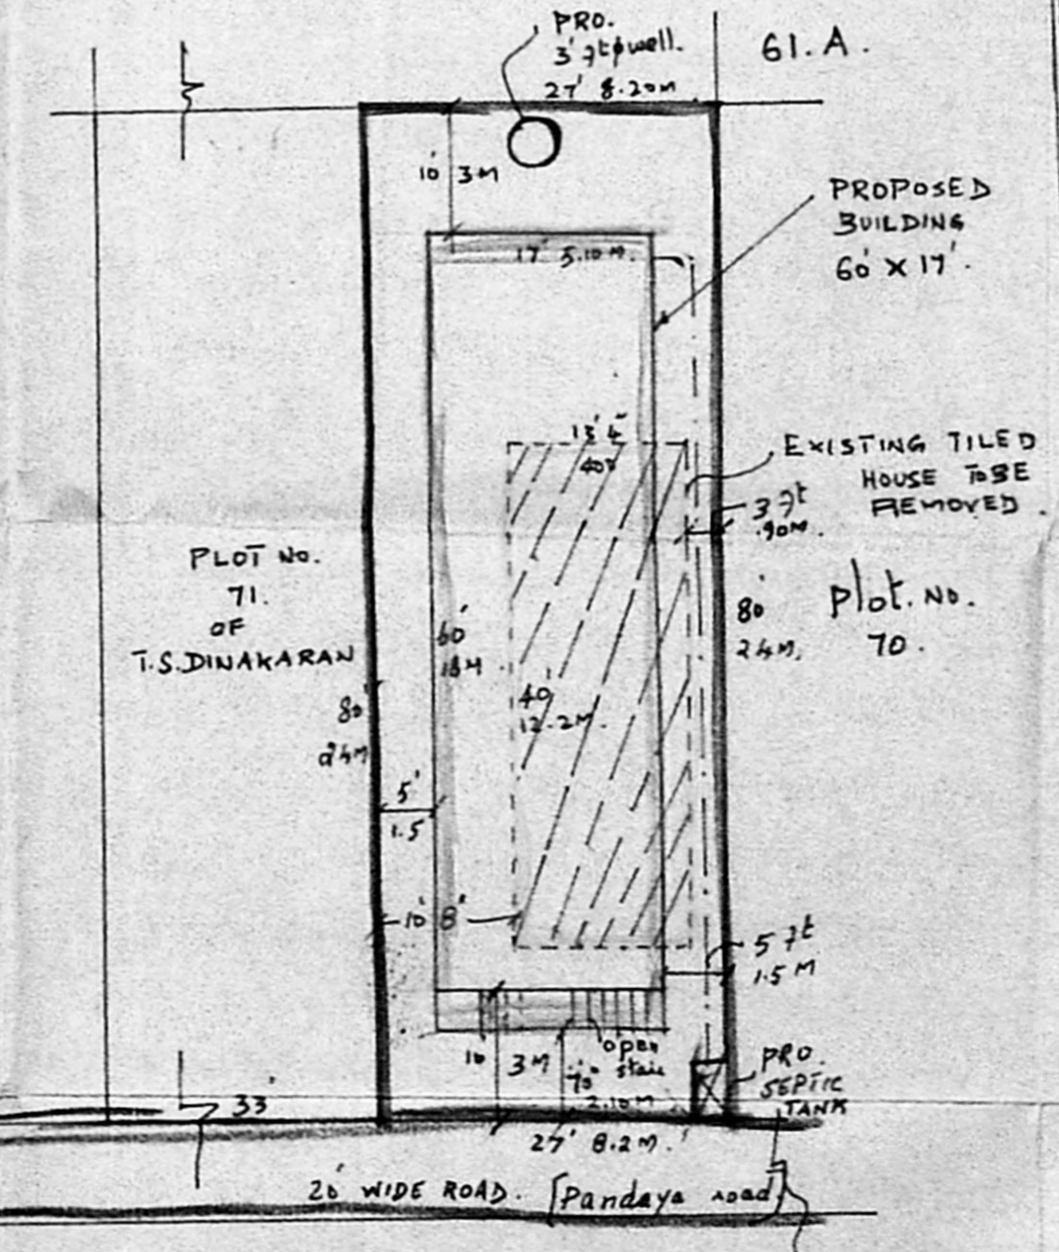 PRO.
3' ft φ well.
27' 8.20M
61. A.
10' 3M
PROPOSED
BUILDING
60' X 17'.
17' 5.10 M.
13' 4"
EXISTING TILED
HOUSE TO BE
REMOVED.
3 ft
.90M.
PLOT NO.
71.
OF
T.S. DINAKARAN
60'
18M
80'
24M.
Plot. No.
70.
40'
12.2M.
80'
24M
5'
1.5
10' 8"
5 ft
1.5 M
10 3M
open
stair
2.10M
PRO.
SEPTIC
TANK
33'
27' 8.2M.
20' WIDE ROAD. [Pandaya road]